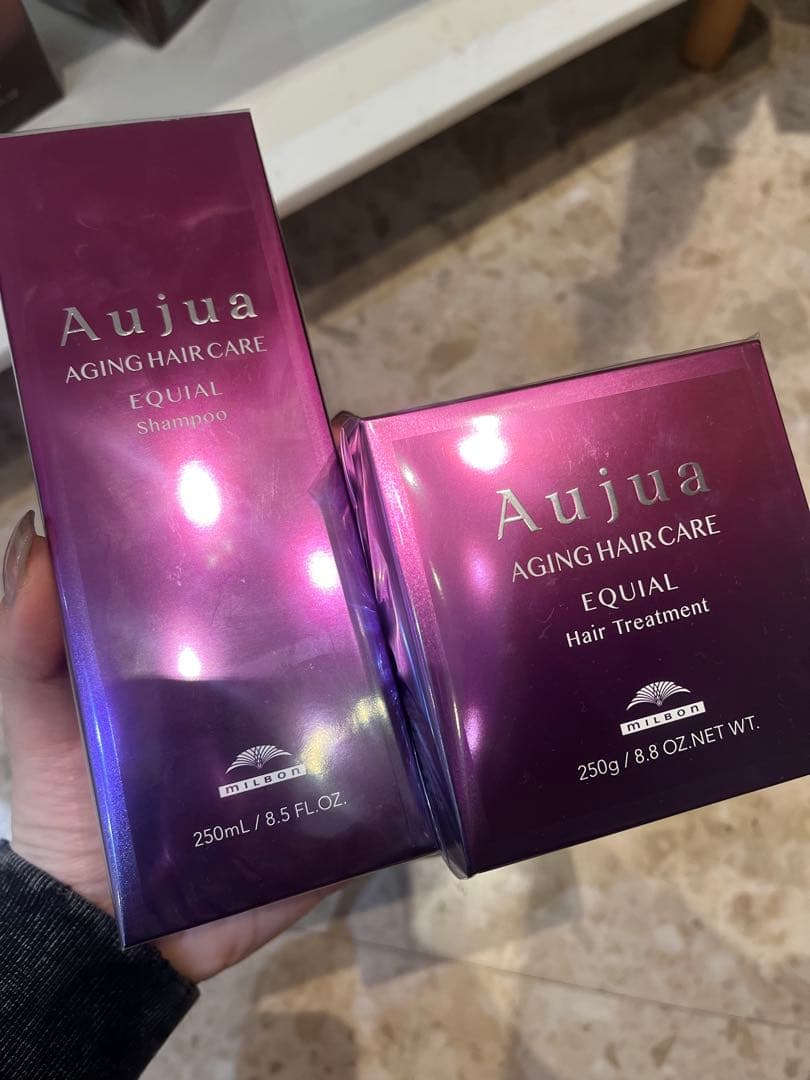 Aujua
AGING HAIR CARE
EQUIAL
Shampoo
MILBON
250mL / 8.5 FL.OZ.
Aujua
AGING HAIR CARE
EQUIAL
Hair Treatment
MILBON
250g / 8.8 OZ.NET WT.